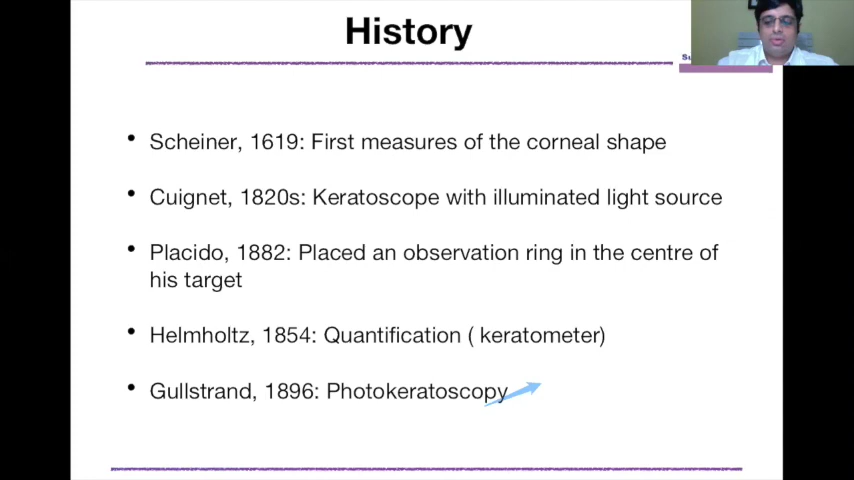 History
• Scheiner, 1619: First measures of the corneal shape
• Cuignet, 1820s: Keratoscope with illuminated light source
• Placido, 1882: Placed an observation ring in the centre of
his target
• Helmholtz, 1854: Quantification ( keratometer)
• Gullstrand, 1896: Photokeratoscopy